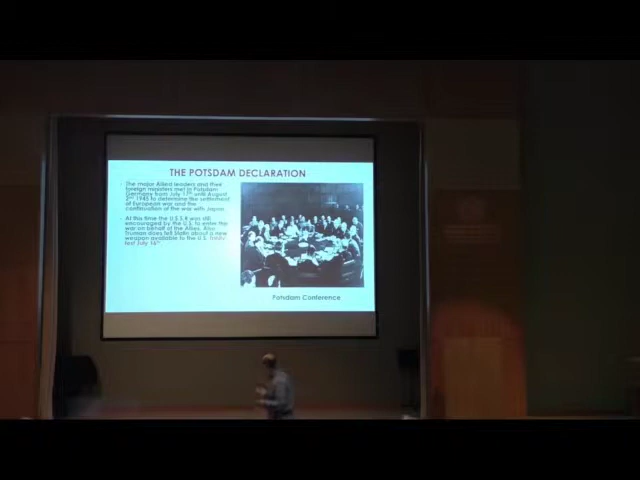 THE POTSDAM DECLARATION
The major Allied leaders and their
foreign ministers met in Potsdam,
Germany from July 17th until August
2nd 1945 to determine the settlement
of European war and the
continuation of the war with Japan.
At this time the U.S.S.R was still
encouraged by the U.S. to enter the
war on behalf of the Allies. Also
Truman does tell Stalin about a new
weapon available to the U.S. Trinity
test July 16th
Potsdam Conference